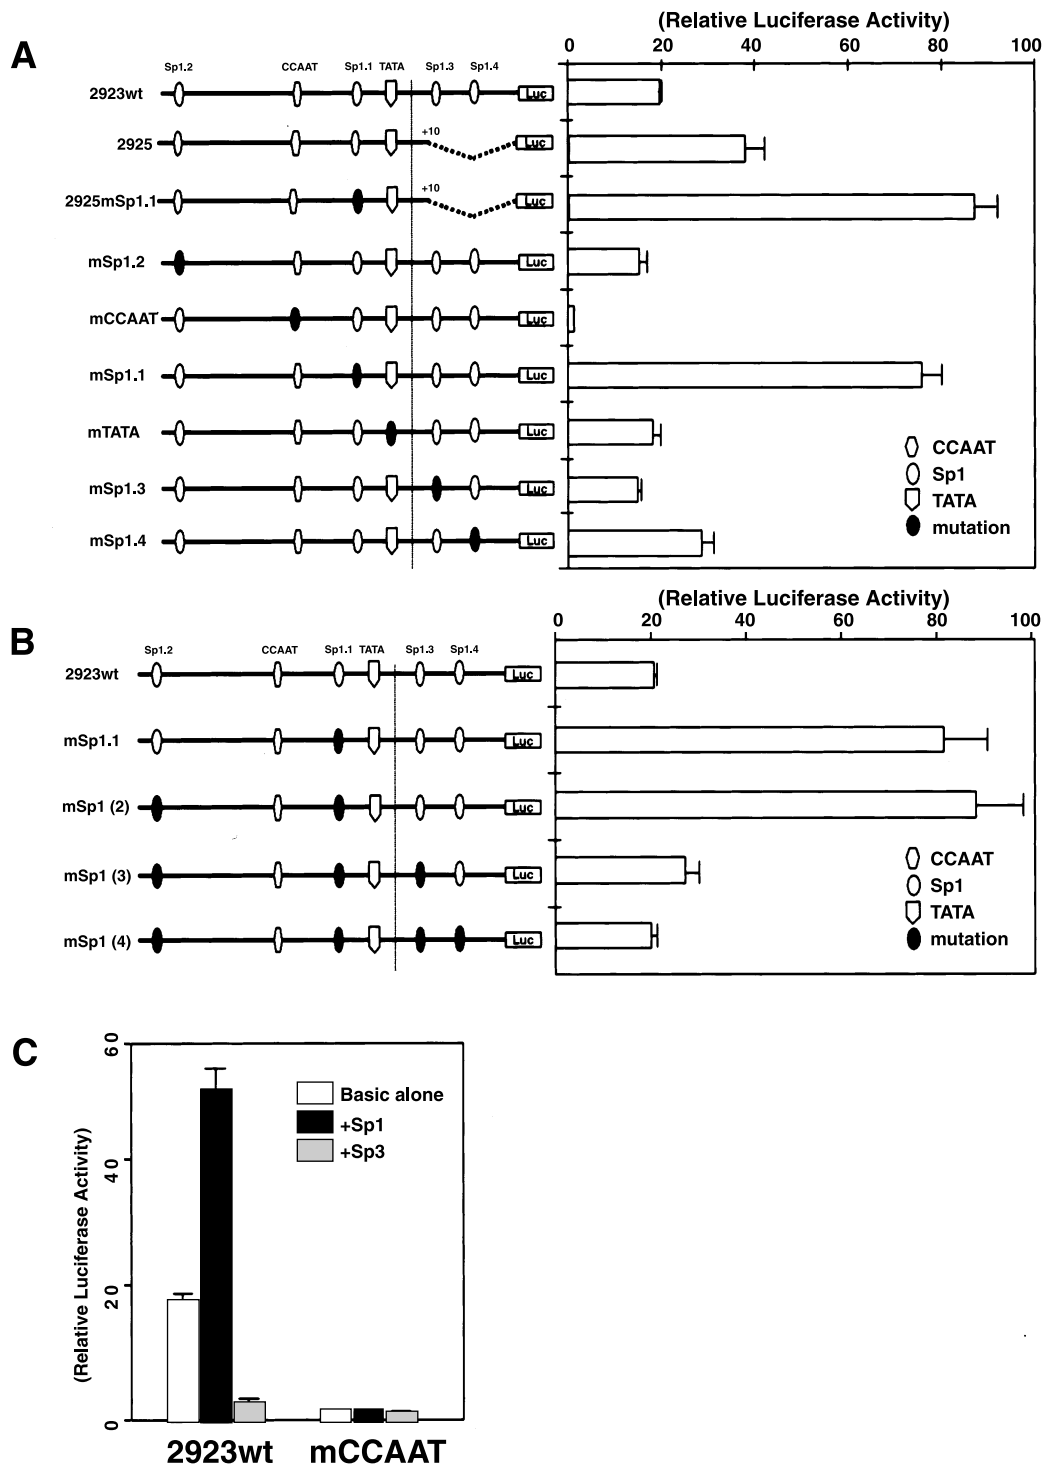 (Relative Luciferase Activity)
A
0 20 40 60 80 100
Sp1.2 CCAAT Sp1.1 TATA Sp1.3 Sp1.4
2923wt Luc
2925 +10 Luc
2925mSp1.1 +10 Luc
mSp1.2 Luc
mCCAAT Luc
mSp1.1 Luc
mTATA Luc
mSp1.3 Luc
mSp1.4 Luc
CCAAT
Sp1
TATA
mutation
(Relative Luciferase Activity)
B
0 20 40 60 80 100
Sp1.2 CCAAT Sp1.1 TATA Sp1.3 Sp1.4
2923wt Luc
mSp1.1 Luc
mSp1 (2) Luc
mSp1 (3) Luc
mSp1 (4) Luc
CCAAT
Sp1
TATA
mutation
C
(Relative Luciferase Activity)
60
40
20
0
Basic alone
+Sp1
+Sp3
2923wt mCCAAT